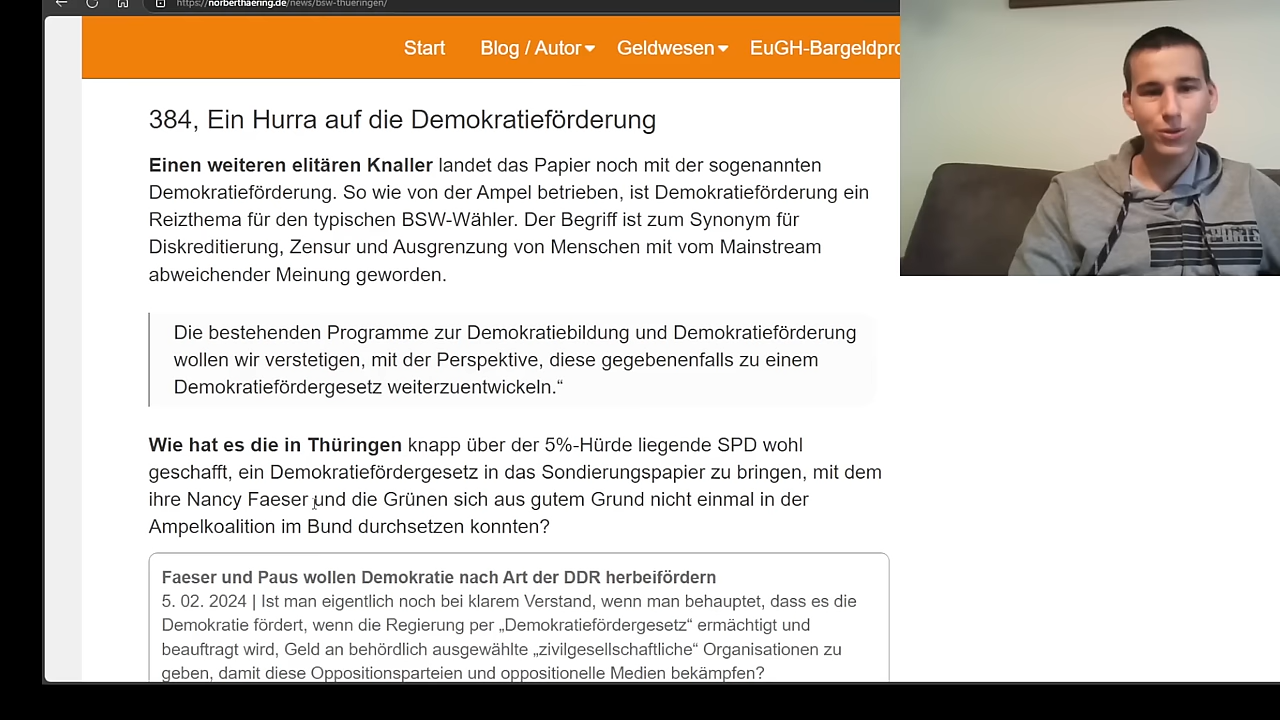 https://norberthaering.de/news/bsw-thueringen/
Start Blog / Autor Geldwesen EuGH-Bargeldpro
384, Ein Hurra auf die Demokratieförderung
Einen weiteren elitären Knaller landet das Papier noch mit der sogenannten
Demokratieförderung. So wie von der Ampel betrieben, ist Demokratieförderung ein
Reizthema für den typischen BSW-Wähler. Der Begriff ist zum Synonym für
Diskreditierung, Zensur und Ausgrenzung von Menschen mit vom Mainstream
abweichender Meinung geworden.
Die bestehenden Programme zur Demokratiebildung und Demokratieförderung
wollen wir verstetigen, mit der Perspektive, diese gegebenenfalls zu einem
Demokratiefördergesetz weiterzuentwickeln.“
Wie hat es die in Thüringen knapp über der 5%-Hürde liegende SPD wohl
geschafft, ein Demokratiefördergesetz in das Sondierungspapier zu bringen, mit dem
ihre Nancy Faeser und die Grünen sich aus gutem Grund nicht einmal in der
Ampelkoalition im Bund durchsetzen konnten?
Faeser und Paus wollen Demokratie nach Art der DDR herbeifördern
5. 02. 2024 | Ist man eigentlich noch bei klarem Verstand, wenn man behauptet, dass es die
Demokratie fördert, wenn die Regierung per „Demokratiefördergesetz“ ermächtigt und
beauftragt wird, Geld an behördlich ausgewählte „zivilgesellschaftliche“ Organisationen zu
geben, damit diese Oppositionsparteien und oppositionelle Medien bekämpfen?